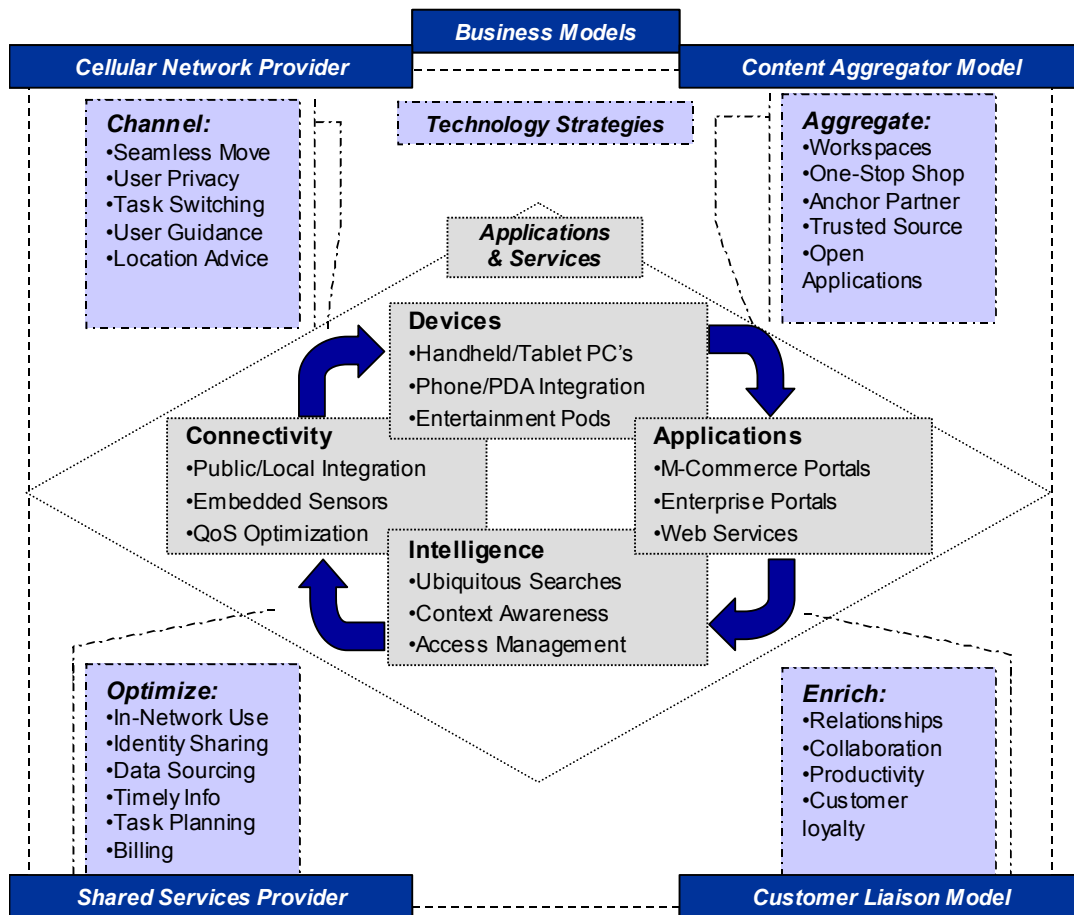 Business Models
Cellular Network Provider
Content Aggregator Model
Channel:
•Seamless Move
•User Privacy
•Task Switching
•User Guidance
•Location Advice
Technology Strategies
Aggregate:
•Workspaces
•One-Stop Shop
•Anchor Partner
•Trusted Source
•Open
Applications
Applications
& Services
Devices
•Handheld/Tablet PC's
•Phone/PDA Integration
•Entertainment Pods
Connectivity
•Public/Local Integration
•Embedded Sensors
•QoS Optimization
Applications
•M-Commerce Portals
•Enterprise Portals
•Web Services
Intelligence
•Ubiquitous Searches
•Context Awareness
•Access Management
Optimize:
•In-Network Use
•Identity Sharing
•Data Sourcing
•Timely Info
•Task Planning
•Billing
Enrich:
•Relationships
•Collaboration
•Productivity
•Customer
loyalty
Shared Services Provider
Customer Liaison Model